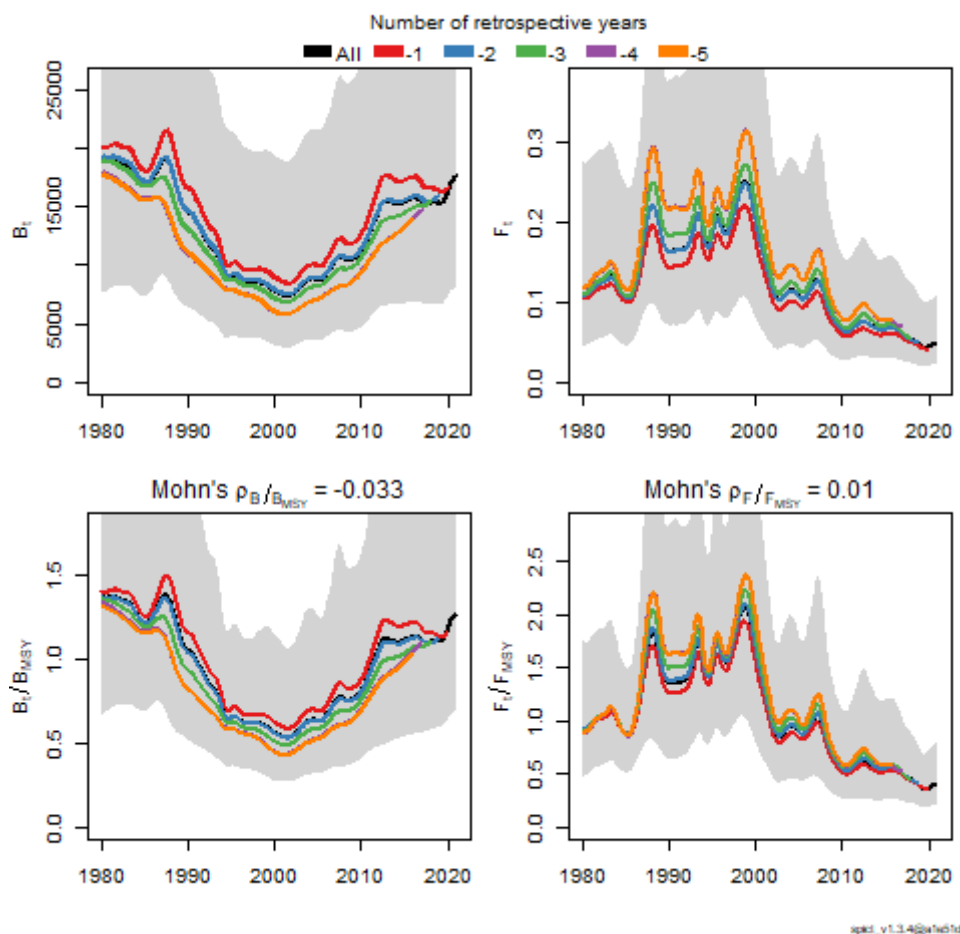 Number of retrospective years
All -1 -2 -3 -4 -5
Bt
0 5000 15000 25000
1980 1990 2000 2010 2020
Ft
0.0 0.1 0.2 0.3
1980 1990 2000 2010 2020
Mohn's ρB/BMSY = -0.033
Bt/BMSY
0.0 0.5 1.0 1.5
1980 1990 2000 2010 2020
Mohn's ρF/FMSY = 0.01
Ft/FMSY
0.0 0.5 1.0 1.5 2.0 2.5
1980 1990 2000 2010 2020